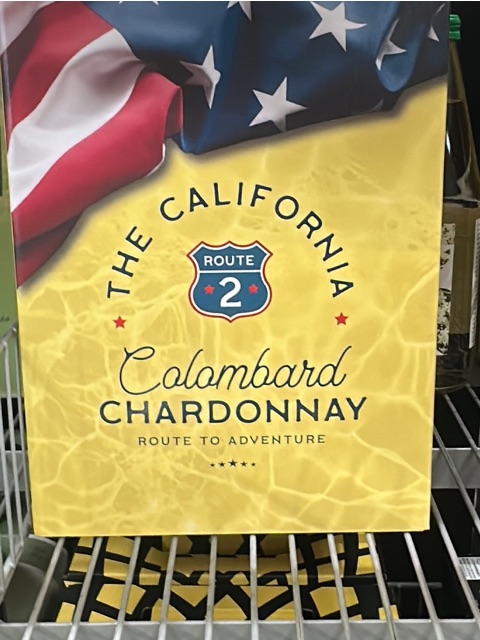 THE CALIFORNIA
ROUTE
2
Colombard
CHARDONNAY
ROUTE TO ADVENTURE